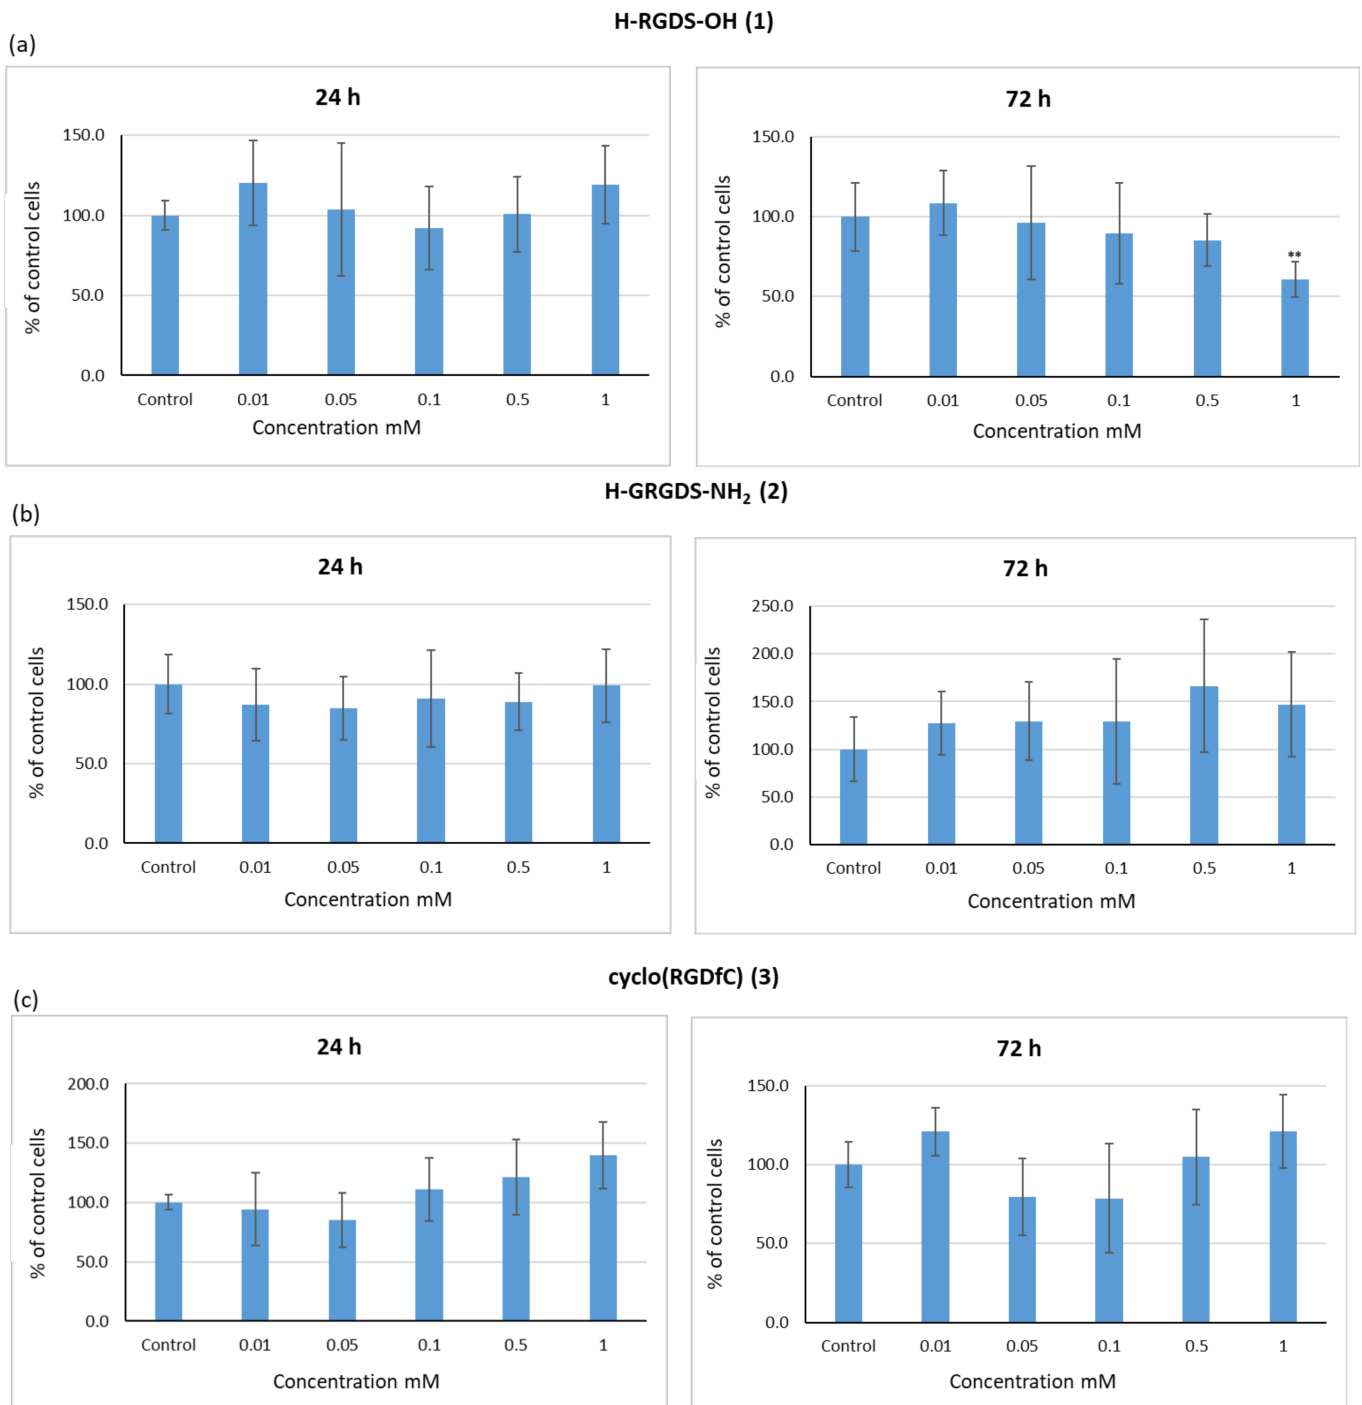 H-RGDS-OH (1)
(a)
24 h
150.0
100.0
50.0
0.0
% of control cells
Control 0.01 0.05 0.1 0.5 1
Concentration mM
72 h
150.0
100.0
50.0
0.0
% of control cells
**
Control 0.01 0.05 0.1 0.5 1
Concentration mM
H-GRGDS-NH₂ (2)
(b)
24 h
150.0
100.0
50.0
0.0
% of control cells
Control 0.01 0.05 0.1 0.5 1
Concentration mM
72 h
250.0
200.0
150.0
100.0
50.0
0.0
% of control cells
Control 0.01 0.05 0.1 0.5 1
Concentration mM
cyclo(RGDfC) (3)
(c)
24 h
200.0
150.0
100.0
50.0
0.0
% of control cells
Control 0.01 0.05 0.1 0.5 1
Concentration mM
72 h
150.0
100.0
50.0
0.0
% of control cells
Control 0.01 0.05 0.1 0.5 1
Concentration mM